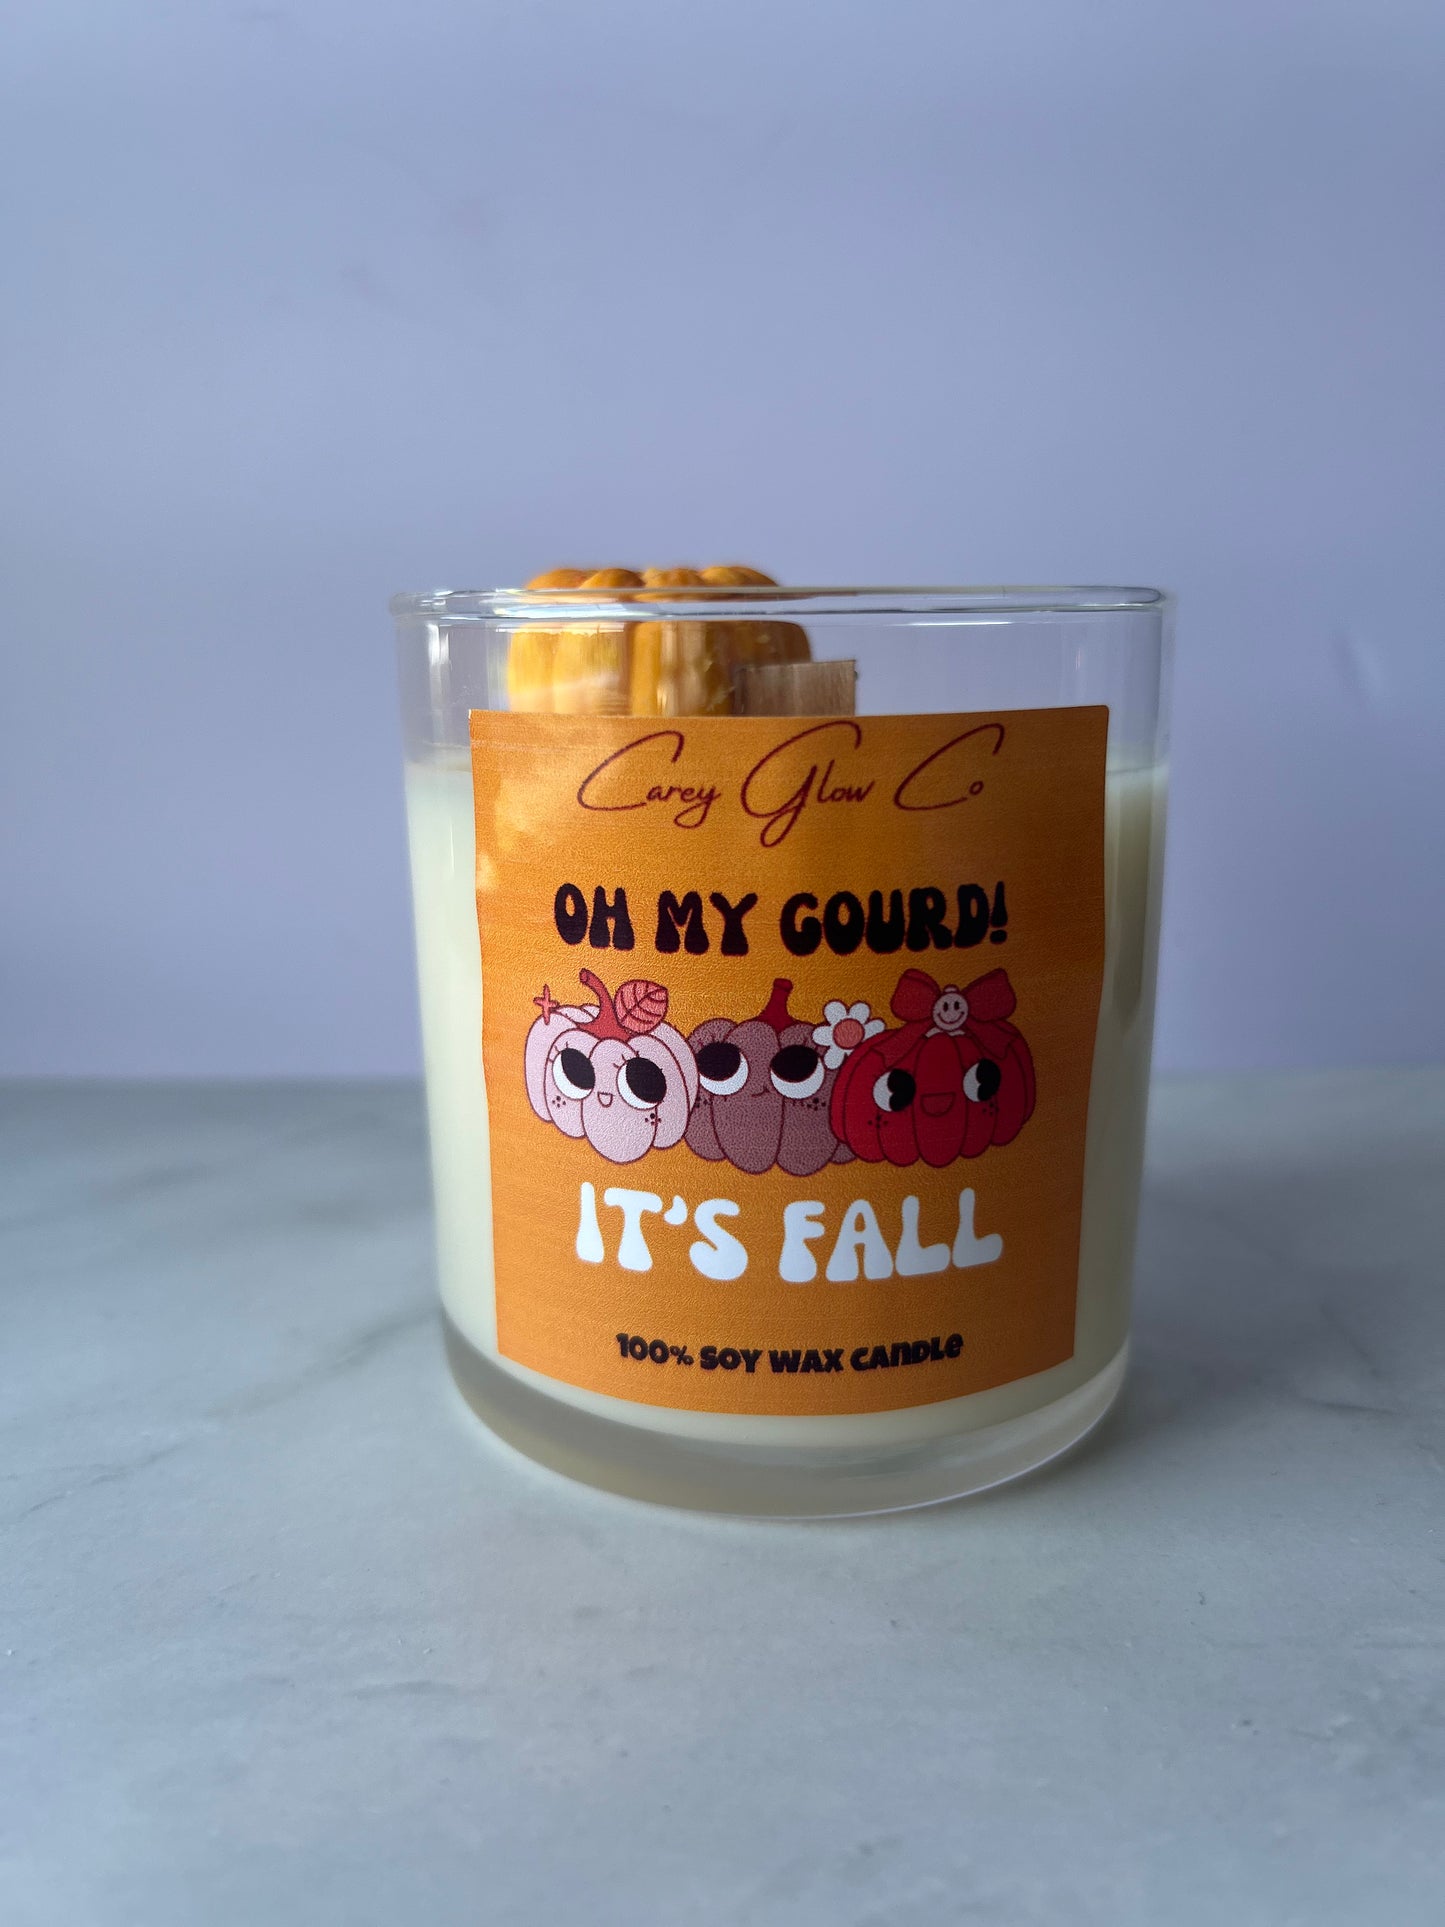 Carey Glow Co
OH MY GOURD!
IT'S FALL
100% SOY WAX CANDLE